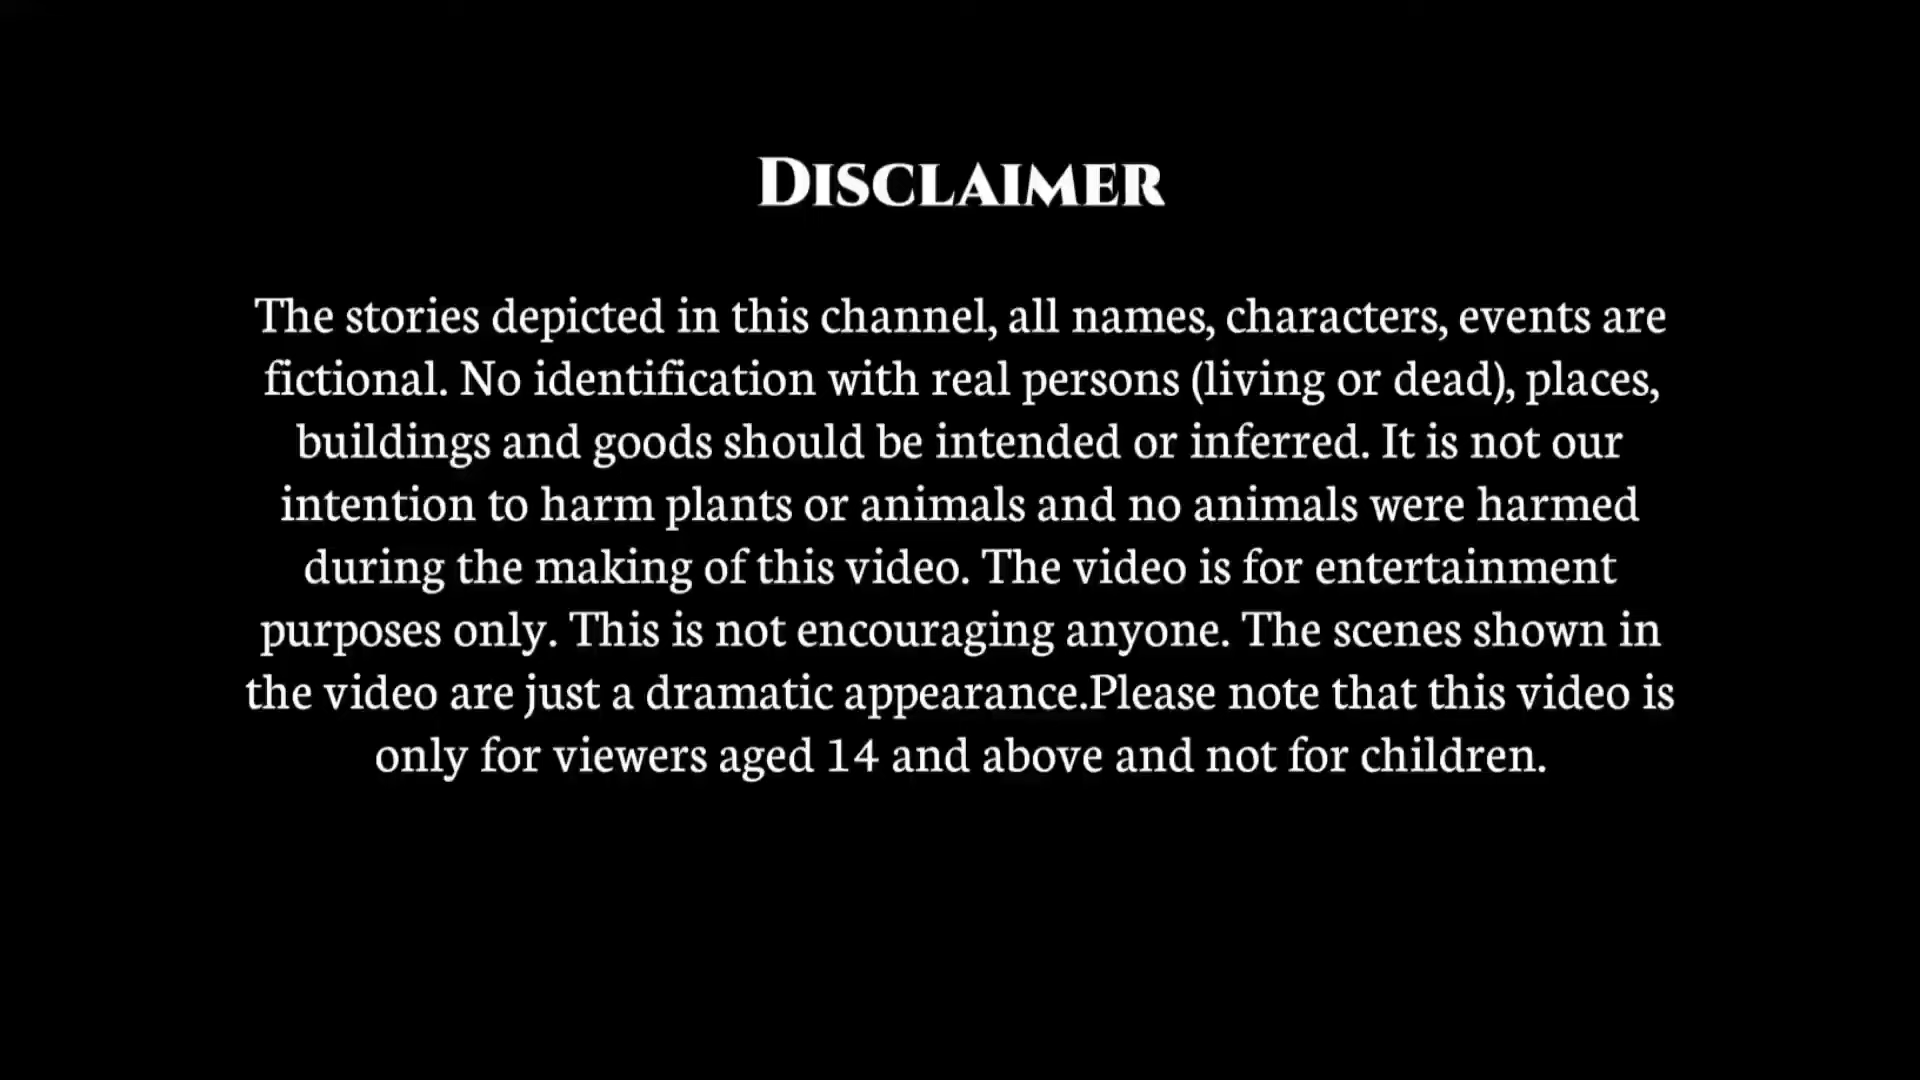 DISCLAIMER
The stories depicted in this channel, all names, characters, events are
fictional. No identification with real persons (living or dead), places,
buildings and goods should be intended or inferred. It is not our
intention to harm plants or animals and no animals were harmed
during the making of this video. The video is for entertainment
purposes only. This is not encouraging anyone. The scenes shown in
the video are just a dramatic appearance.Please note that this video is
only for viewers aged 14 and above and not for children.